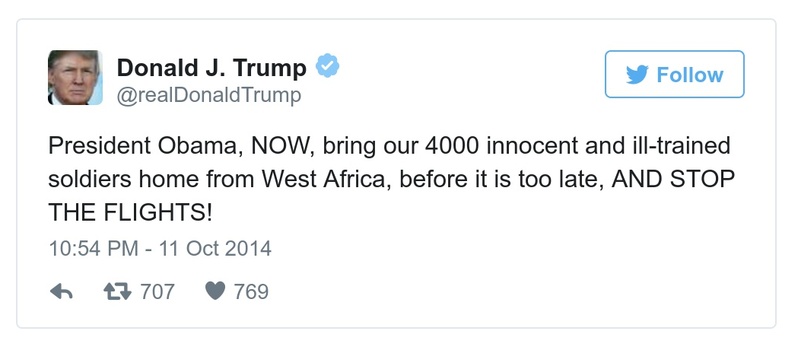 Donald J. Trump
Follow
@realDonaldTrump
President Obama, NOW, bring our 4000 innocent and ill-trained
soldiers home from West Africa, before it is too late, AND STOP
THE FLIGHTS!
10:54 PM - 11 Oct 2014
707 769